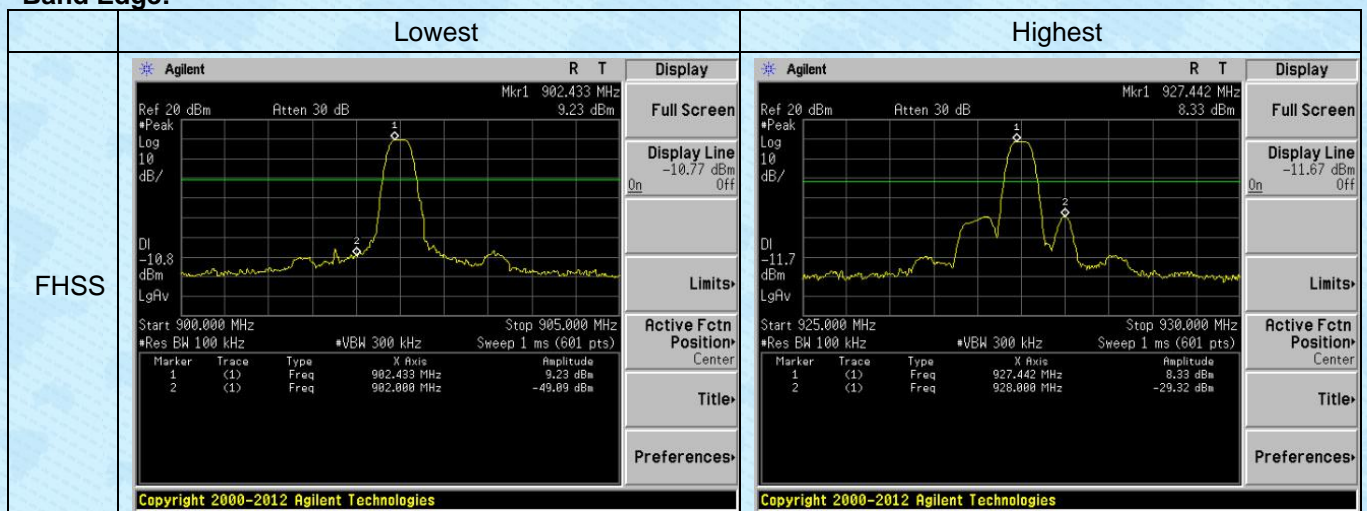 Band Edge:
Lowest
Highest
FHSS
Agilent R T
Mkr1 902.433 MHz
Ref 20 dBm Atten 30 dB 9.23 dBm
#Peak
Log
10
dB/
1
2
DI
-10.8
dBm
LgAv
Start 900.000 MHz Stop 905.000 MHz
#Res BW 100 kHz #VBW 300 kHz Sweep 1 ms (601 pts)
Marker Trace Type X Axis Amplitude
1 (1) Freq 902.433 MHz 9.23 dBm
2 (1) Freq 902.000 MHz -49.09 dBm
Copyright 2000-2012 Agilent Technologies
Display
Full Screen
Display Line
-10.77 dBm
On Off
Limits
Active Fctn
Position
Center
Title
Preferences
Agilent R T
Mkr1 927.442 MHz
Ref 20 dBm Atten 30 dB 8.33 dBm
#Peak
Log
10
dB/
1
2
DI
-11.7
dBm
LgAv
Start 925.000 MHz Stop 930.000 MHz
#Res BW 100 kHz #VBW 300 kHz Sweep 1 ms (601 pts)
Marker Trace Type X Axis Amplitude
1 (1) Freq 927.442 MHz 8.33 dBm
2 (1) Freq 928.000 MHz -29.32 dBm
Copyright 2000-2012 Agilent Technologies
Display
Full Screen
Display Line
-11.67 dBm
On Off
Limits
Active Fctn
Position
Center
Title
Preferences